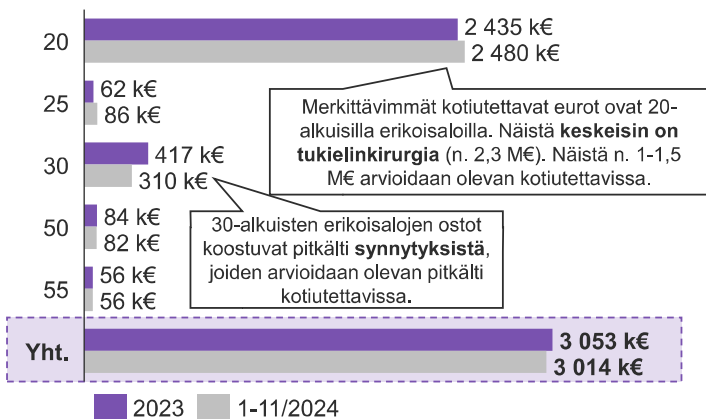 20
2 435 k€
2 480 k€
25
62 k€
86 k€
Merkittävimmät kotiutettavat eurot ovat 20-
alkuisilla erikoisaloilla. Näistä keskeisin on
tukielinkirurgia (n. 2,3 M€). Näistä n. 1-1,5
M€ arvioidaan olevan kotiutettavissa.
30
417 k€
310 k€
50
84 k€
82 k€
30-alkuisten erikoisalojen ostot
koostuvat pitkälti synnytyksistä,
joiden arvioidaan olevan pitkälti
kotiutettavissa.
55
56 k€
56 k€
Yht.
3 053 k€
3 014 k€
2023
1-11/2024